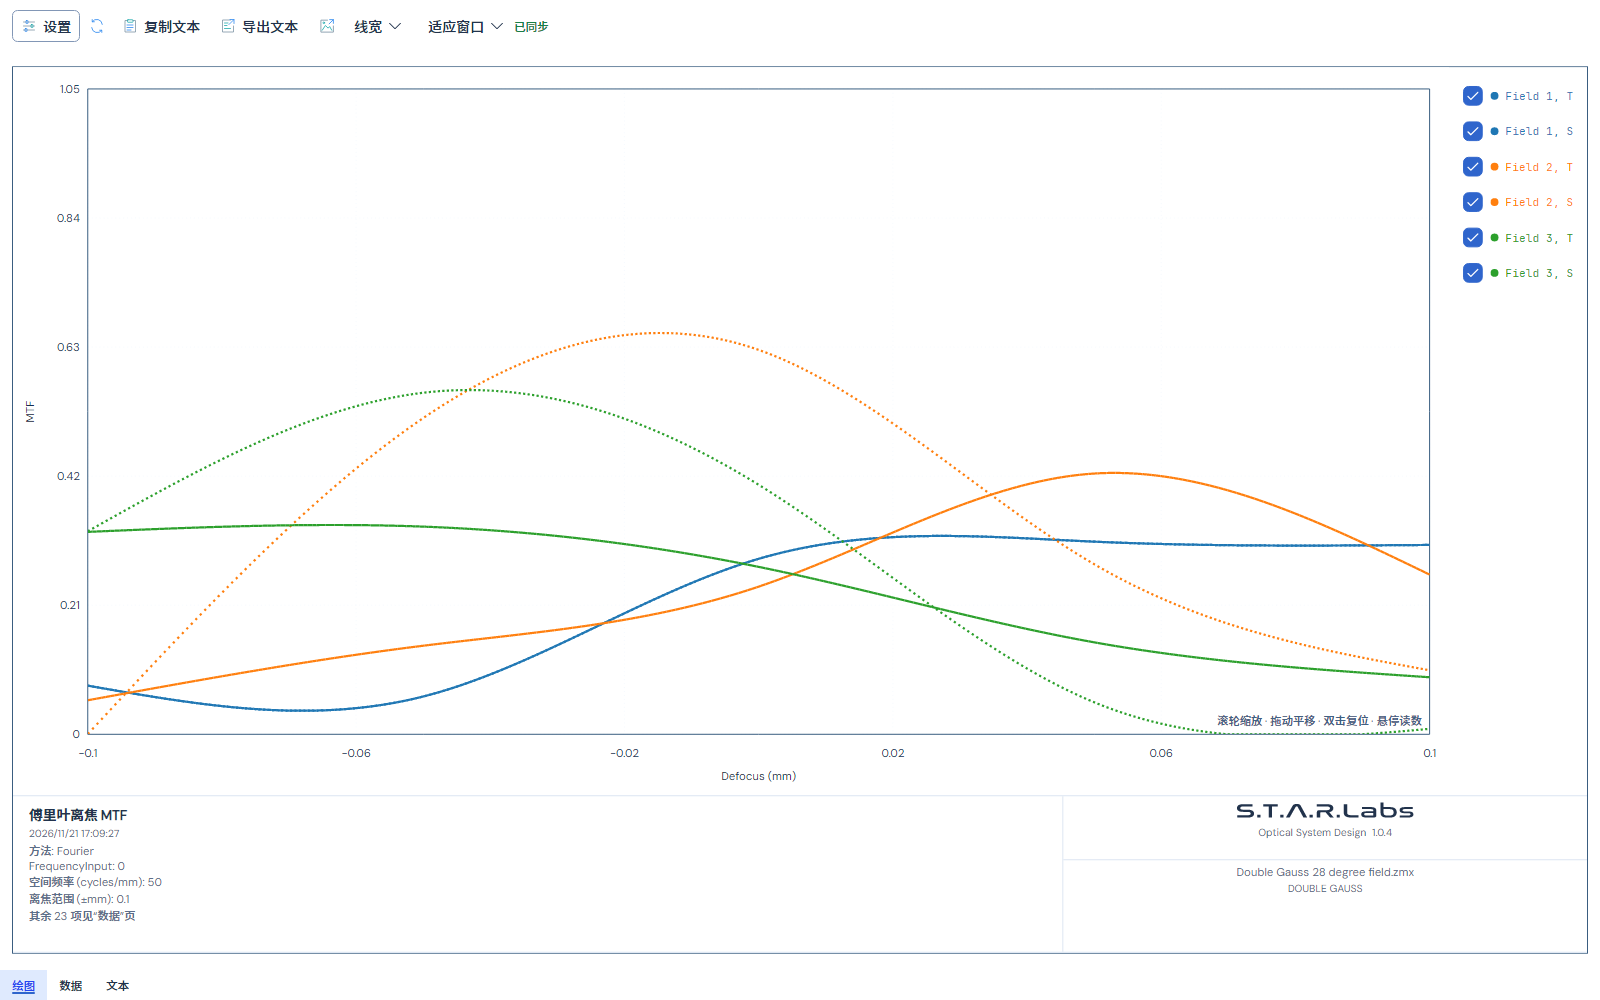 设置
复制文本
导出文本
线宽
适应窗口
已同步
1.05
0.84
0.63
0.42
0.21
0
MTF
-0.1
-0.06
-0.02
0.02
0.06
0.1
Defocus (mm)
滚轮缩放 · 拖动平移 · 双击复位 · 悬停读数
Field 1, T
Field 1, S
Field 2, T
Field 2, S
Field 3, T
Field 3, S
傅里叶离焦 MTF
2026/11/21 17:09:27
方法: Fourier
FrequencyInput: 0
空间频率 (cycles/mm): 50
离焦范围 (±mm): 0.1
其余 23 项见“数据”页
S.T.A.R.Labs
Optical System Design 1.0.4
Double Gauss 28 degree field.zmx
DOUBLE GAUSS
绘图
数据
文本